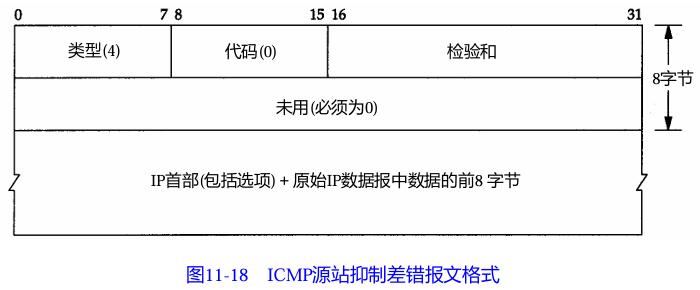 0 7 8 15 16 31
类型(4) 代码(0) 检验和
8字节
未用(必须为0)
IP首部(包括选项) + 原始IP数据报中数据的前8 字节
图11-18 ICMP源站抑制差错报文格式